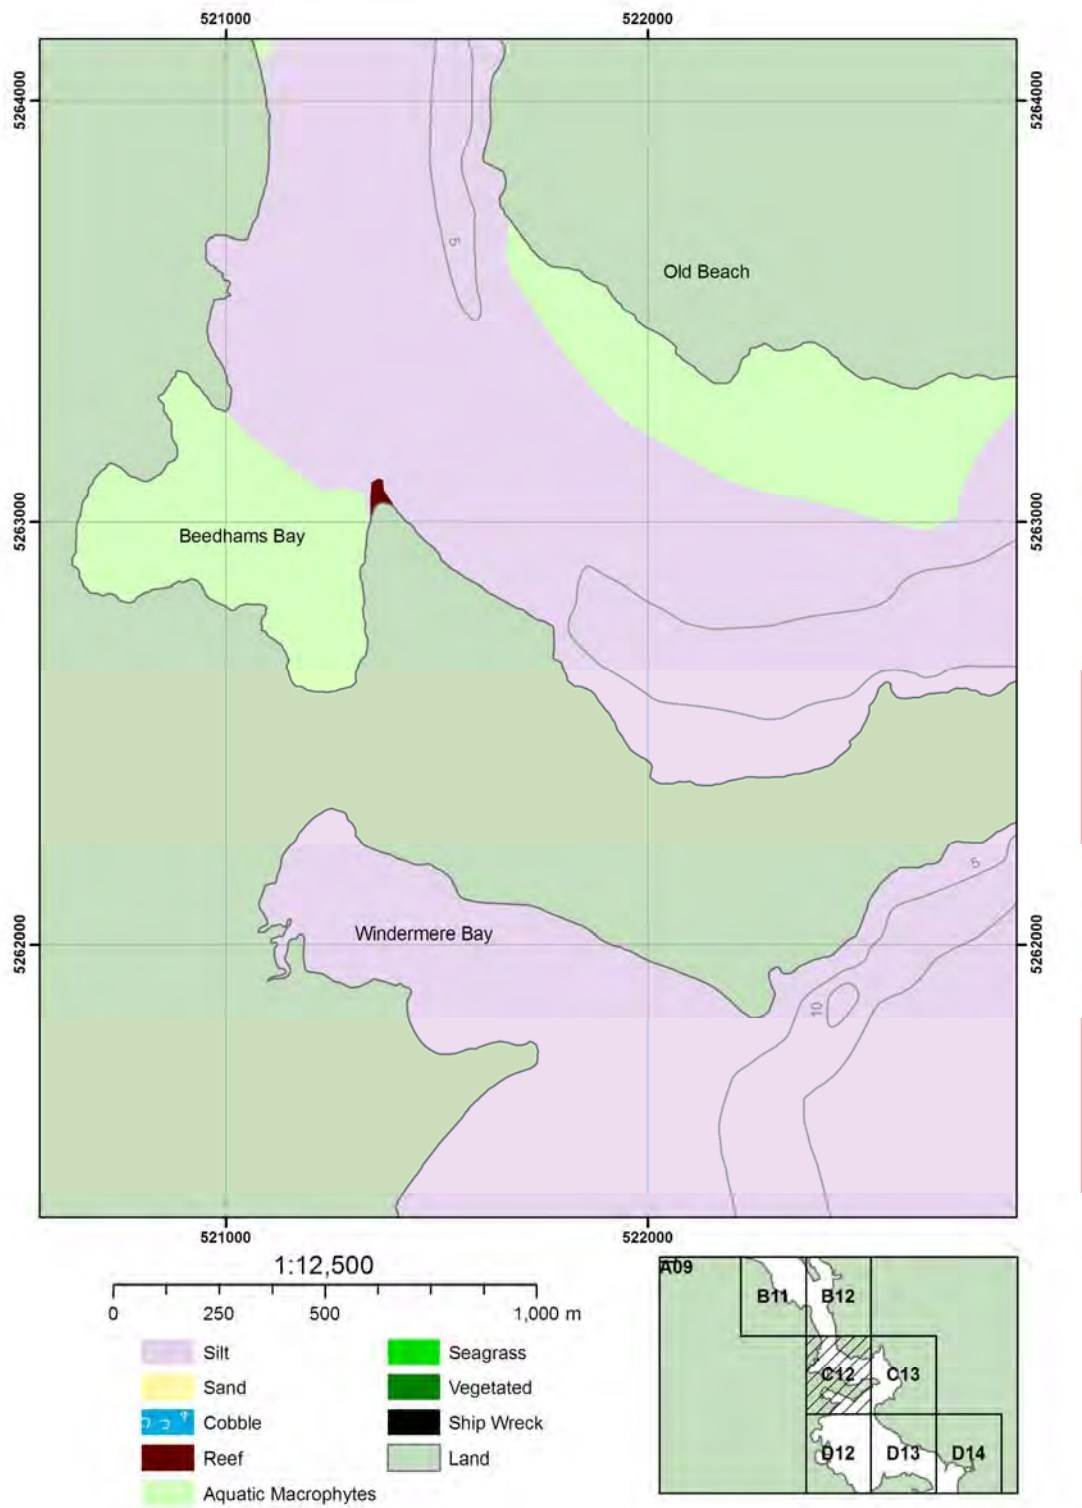 521000 522000
5264000 5264000
5
Old Beach
5263000 5263000
Beedhams Bay
5
Windermere Bay
5262000 5262000
10
521000 522000
1:12,500
0 250 500 1,000 m
Silt
Sand
Cobble
Reef
Aquatic Macrophytes
Seagrass
Vegetated
Ship Wreck
Land
A09
B11 B12
C12 C13
D12 D13 D14